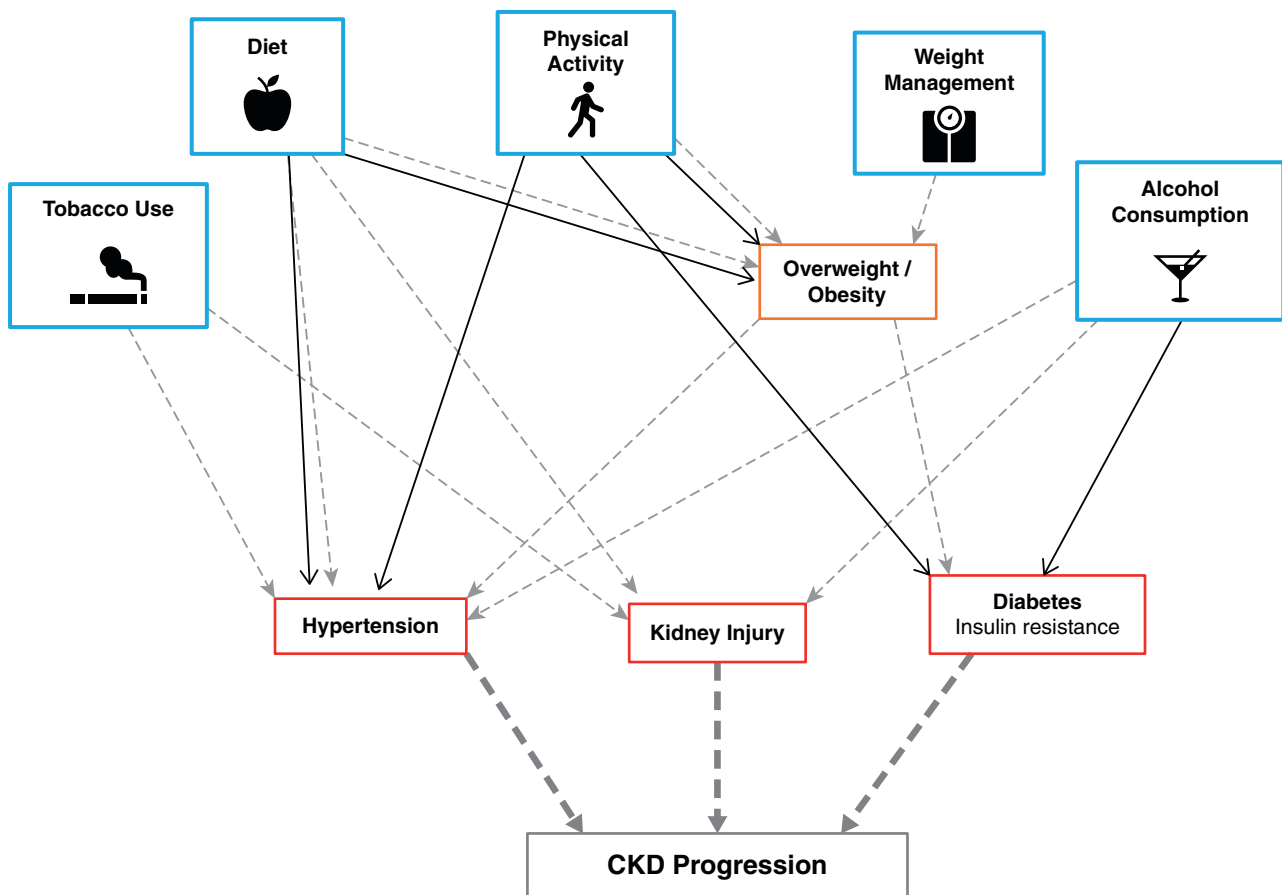 Diet
Physical
Activity
Weight
Management
Tobacco Use
Alcohol
Consumption
Overweight /
Obesity
Hypertension
Kidney Injury
Diabetes
Insulin resistance
CKD Progression